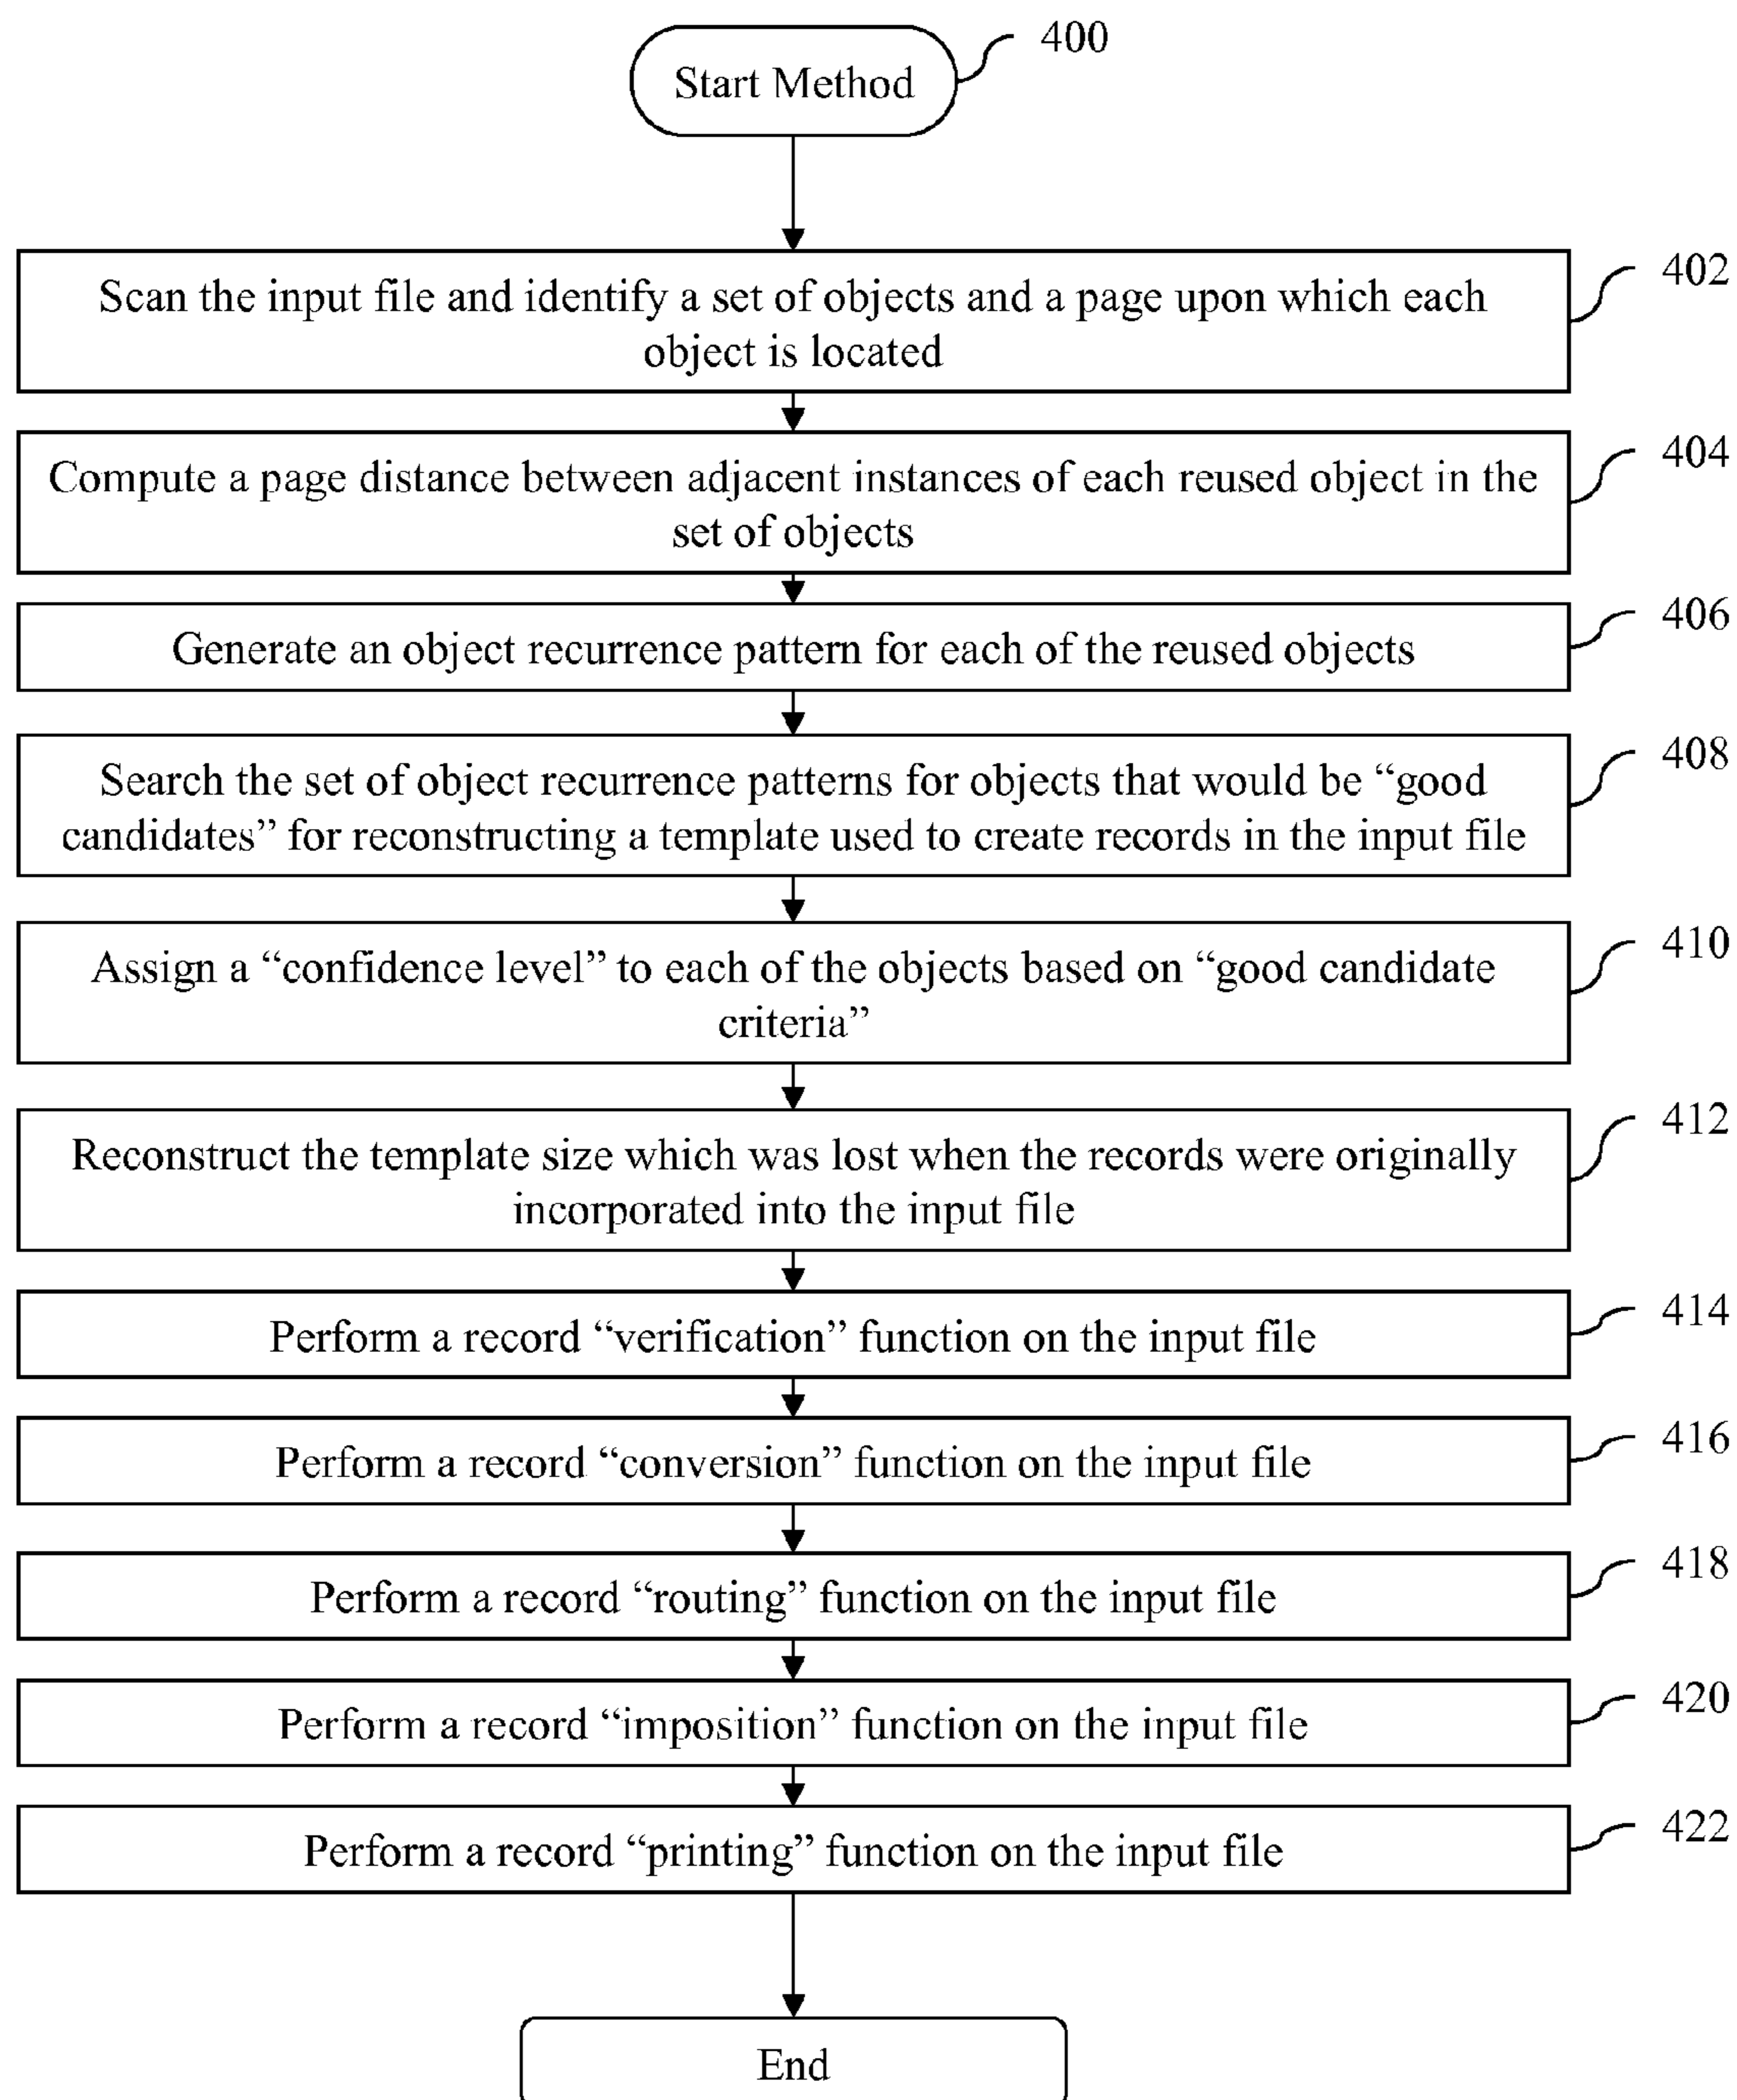 400
Start Method
402
Scan the input file and identify a set of objects and a page upon which each
object is located
404
Compute a page distance between adjacent instances of each reused object in the
set of objects
406
Generate an object recurrence pattern for each of the reused objects
408
Search the set of object recurrence patterns for objects that would be “good
candidates” for reconstructing a template used to create records in the input file
410
Assign a “confidence level” to each of the objects based on “good candidate
criteria”
412
Reconstruct the template size which was lost when the records were originally
incorporated into the input file
414
Perform a record “verification” function on the input file
416
Perform a record “conversion” function on the input file
418
Perform a record “routing” function on the input file
420
Perform a record “imposition” function on the input file
422
Perform a record “printing” function on the input file
End